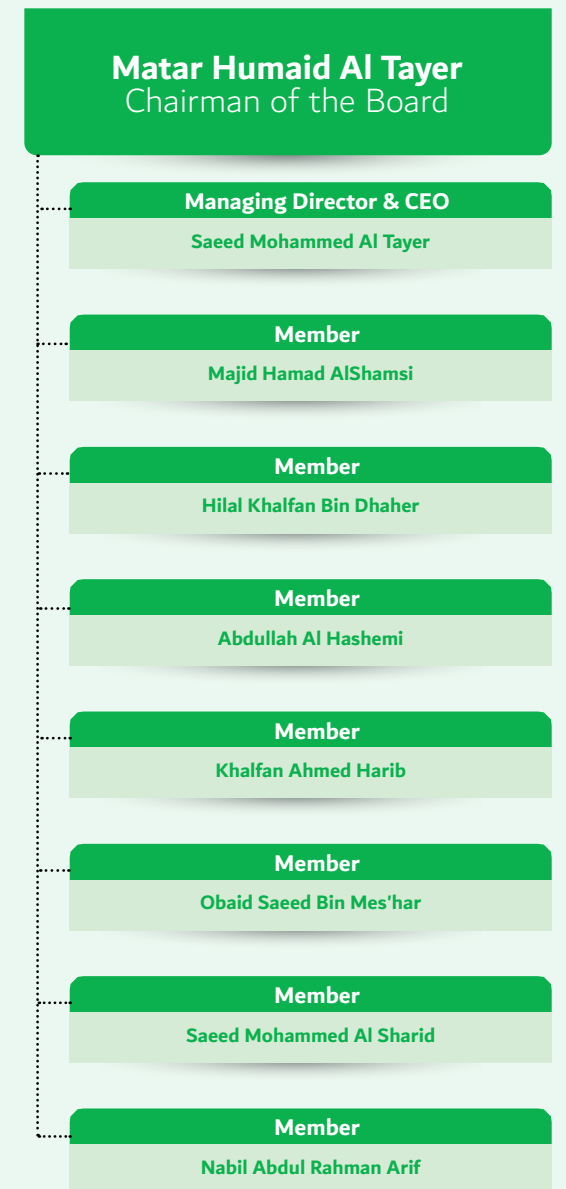 Matar Humaid Al Tayer
Chairman of the Board
Managing Director & CEO
Saeed Mohammed Al Tayer
Member
Majid Hamad AlShamsi
Member
Hilal Khalfan Bin Dhaher
Member
Abdullah Al Hashemi
Member
Khalfan Ahmed Harib
Member
Obaid Saeed Bin Mes'har
Member
Saeed Mohammed Al Sharid
Member
Nabil Abdul Rahman Arif